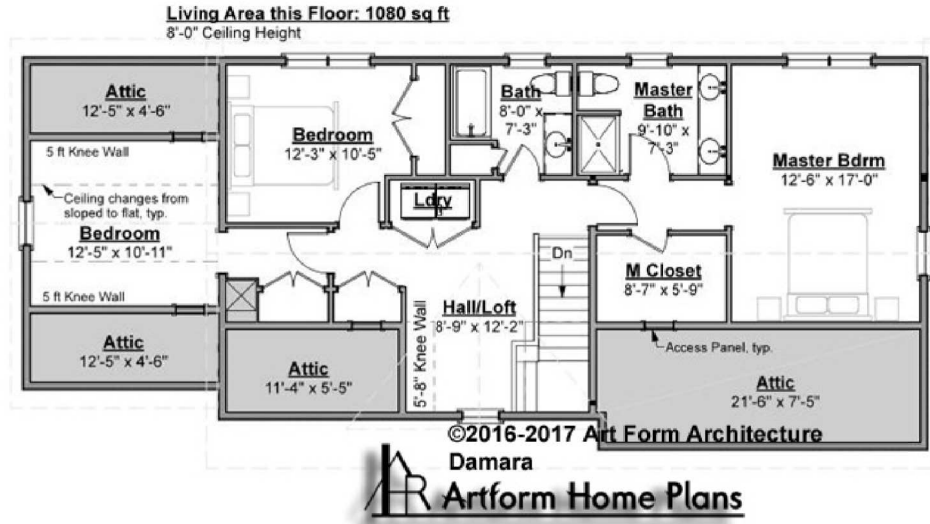 Living Area this Floor: 1080 sq ft
8'-0" Ceiling Height
Attic
12'-5" x 4'-6"
5 ft Knee Wall
Ceiling changes from
sloped to flat, typ.
Bedroom
12'-5" x 10'-11"
5 ft Knee Wall
Attic
12'-5" x 4'-6"
Bedroom
12'-3" x 10'-5"
Bath
8'-0" x
7'-3"
Master
Bath
9'-10" x
7'-3"
Master Bdrm
12'-6" x 17'-0"
Ldry
Dn
M Closet
8'-7" x 5'-9"
Hall/Loft
8'-9" x 12'-2"
5'-8" Knee Wall
Attic
11'-4" x 5'-5"
Access Panel, typ.
Attic
21'-6" x 7'-5"
©2016-2017 Art Form Architecture
Damara
AR Artform Home Plans